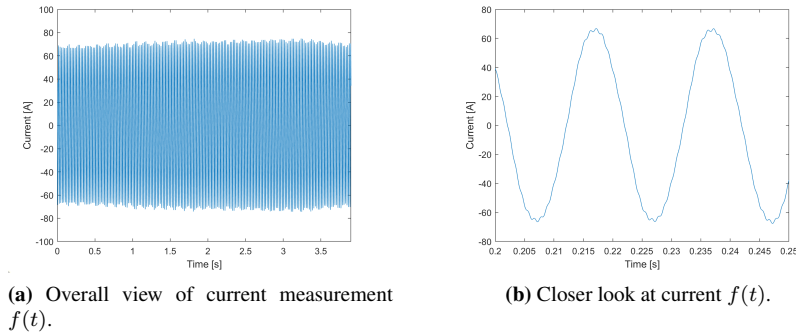 100
80
60
40
20
0
-20
-40
-60
-80
-100
Current [A]
0 0.5 1 1.5 2 2.5 3 3.5
Time [s]
(a) Overall view of current measurement
f(t).
80
60
40
20
0
-20
-40
-60
-80
Current [A]
0.2 0.205 0.21 0.215 0.22 0.225 0.23 0.235 0.24 0.245 0.25
Time [s]
(b) Closer look at current f(t).